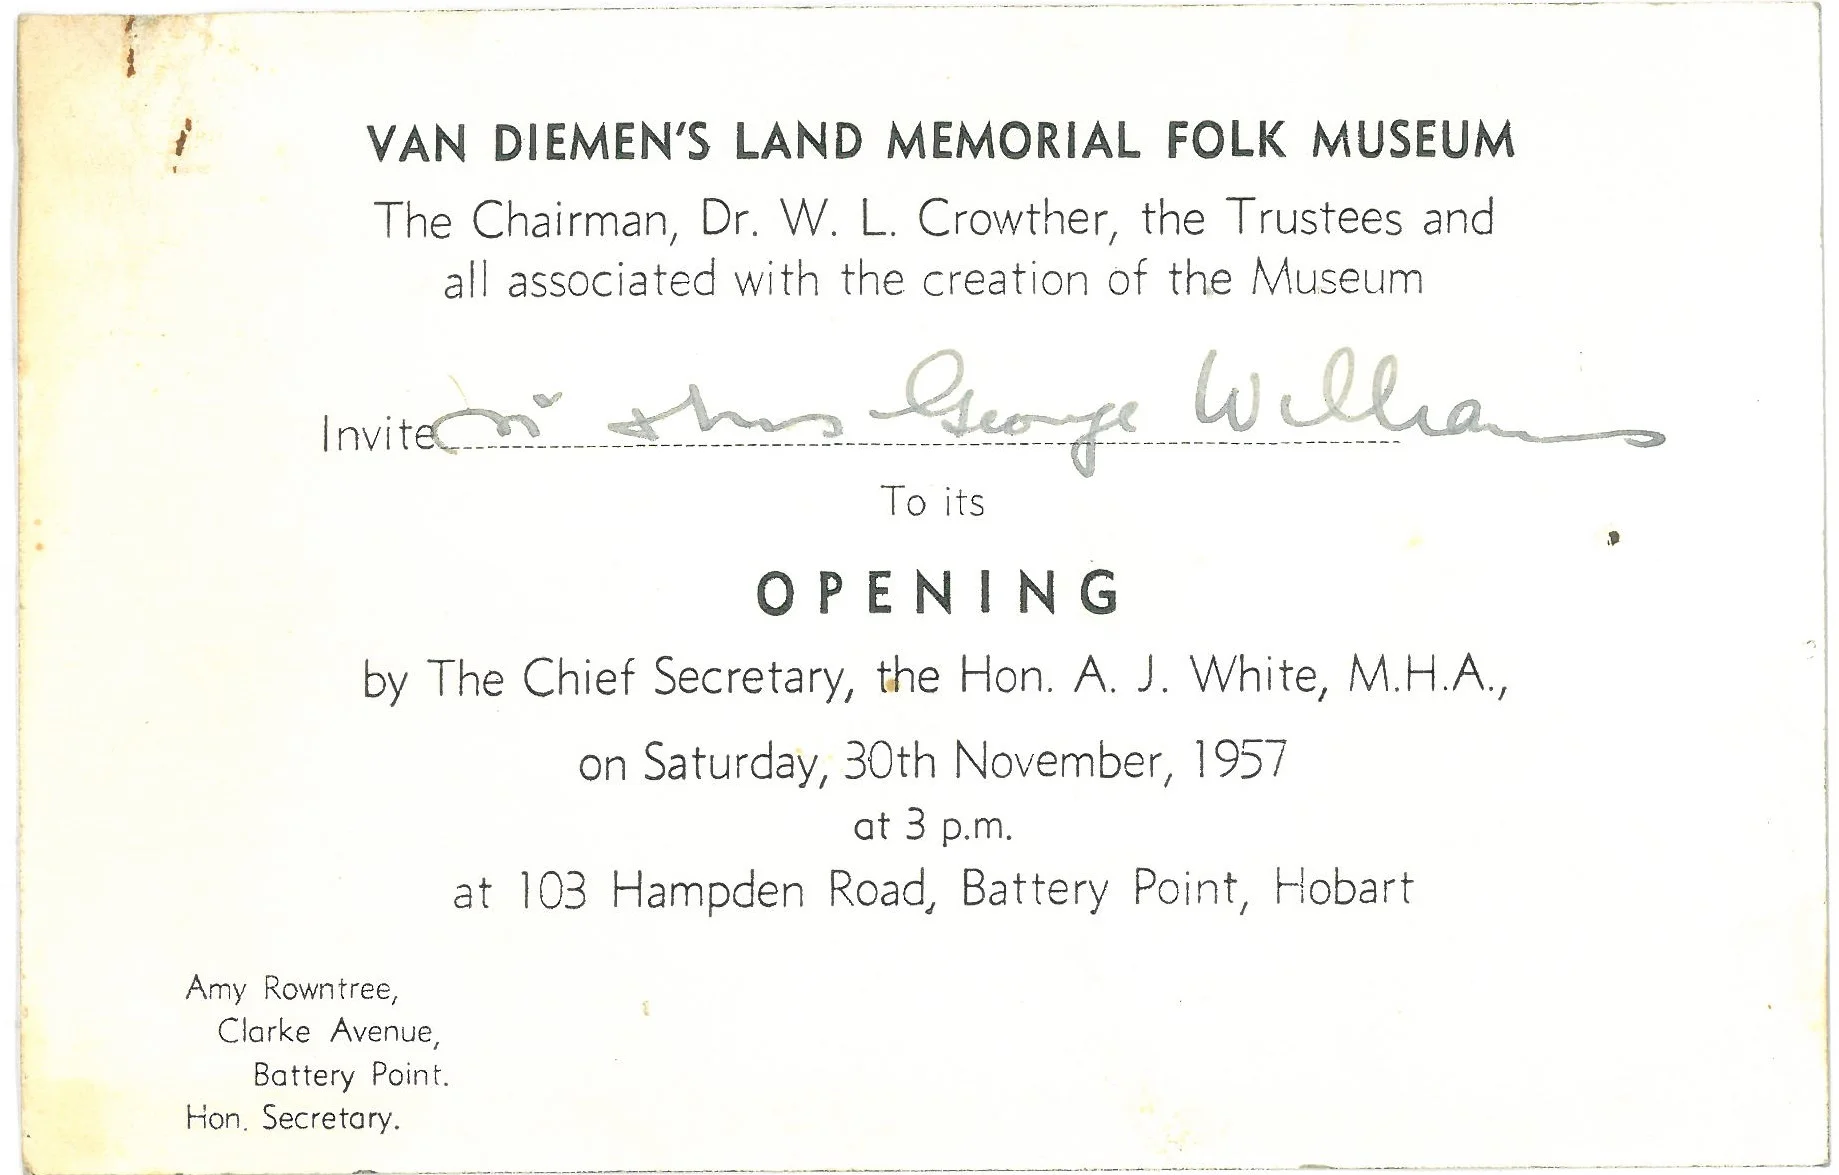 VAN DIEMEN'S LAND MEMORIAL FOLK MUSEUM
The Chairman, Dr. W. L. Crowther, the Trustees and
all associated with the creation of the Museum
Invite Mr & Mrs George Williams
To its
OPENING
by The Chief Secretary, the Hon. A. J. White, M.H.A.,
on Saturday, 30th November, 1957
at 3 p.m.
at 103 Hampden Road, Battery Point, Hobart
Amy Rowntree,
Clarke Avenue,
Battery Point.
Hon. Secretary.